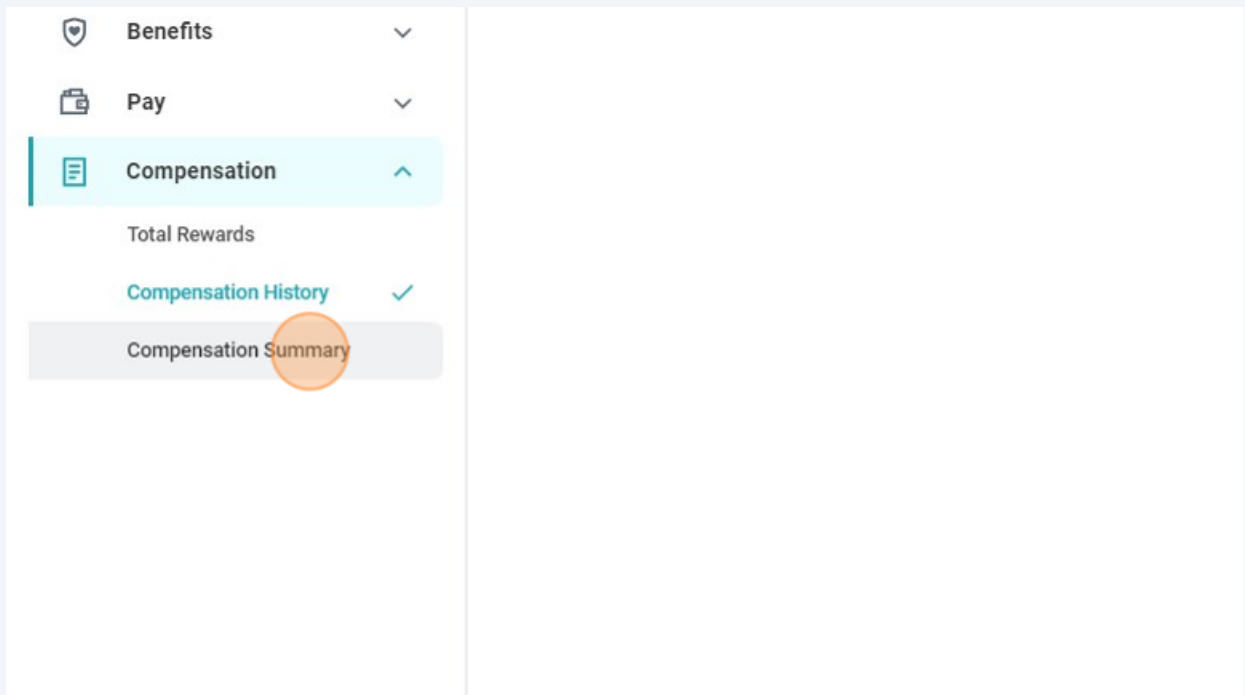 Benefits
Pay
Compensation
Total Rewards
Compensation History
Compensation Summary